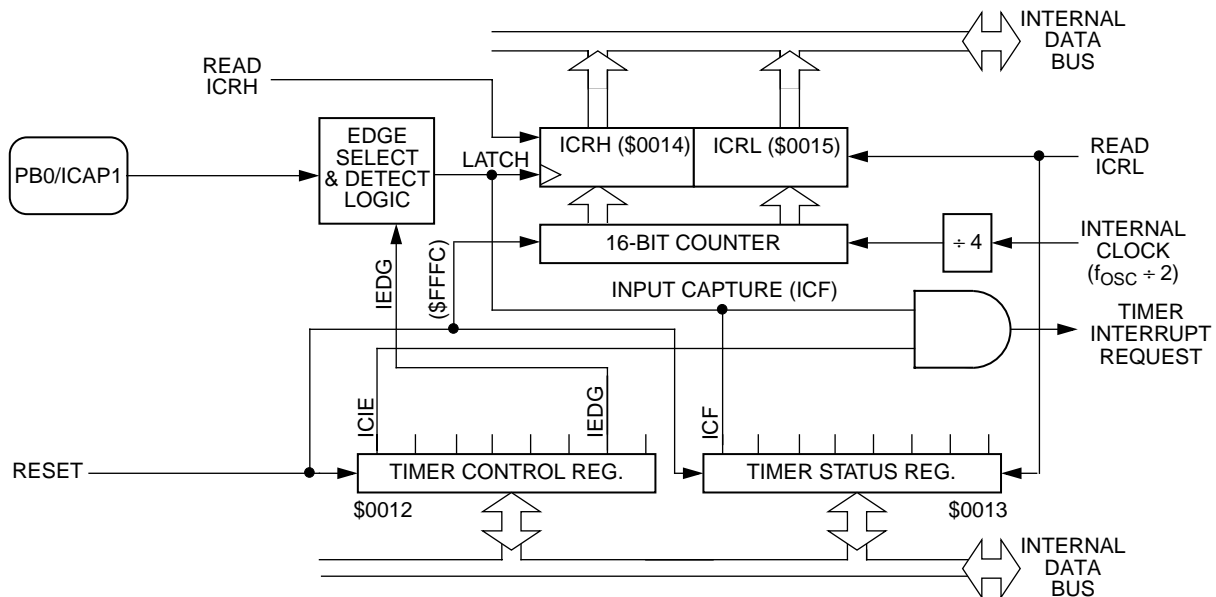 INTERNAL
DATA
BUS
READ
ICRH
EDGE
SELECT
& DETECT
LOGIC
ICRH ($0014)
ICRL ($0015)
LATCH
READ
ICRL
PB0/ICAP1
16-BIT COUNTER
÷ 4
INTERNAL
CLOCK
(fOSC ÷ 2)
IEDG
($FFFC)
INPUT CAPTURE (ICF)
TIMER
INTERRUPT
REQUEST
ICIE
IEDG
ICF
RESET
TIMER CONTROL REG.
TIMER STATUS REG.
$0012
$0013
INTERNAL
DATA
BUS